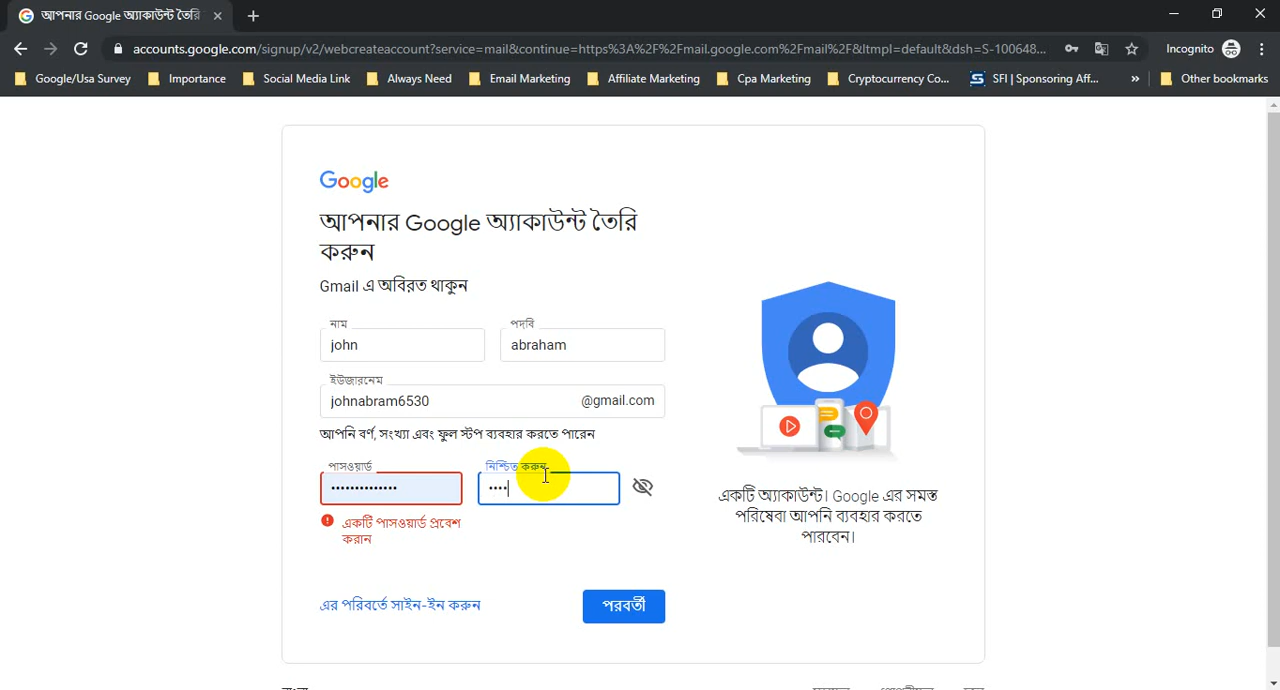 আপনার Google অ্যাকাউন্ট তৈরি
accounts.google.com/signup/v2/webcreateaccount?service=mail&continue=https%3A%2F%2Fmail.google.com%2Fmail%2F&ltmpl=default&dsh=S-100648... Incognito
Google/Usa Survey Importance Social Media Link Always Need Email Marketing Affiliate Marketing Cpa Marketing Cryptocurrency Co... SFI | Sponsoring Aff... » Other bookmarks
Google
আপনার Google অ্যাকাউন্ট তৈরি
করুন
Gmail এ অবিরত থাকুন
নাম পদবি
john abraham
ইউজারনেম
johnabram6530 @gmail.com
আপনি বর্ণ, সংখ্যা এবং ফুল স্টপ ব্যবহার করতে পারেন
পাসওয়ার্ড নিশ্চিত করুন
•••••••••••••• ••••
একটি পাসওয়ার্ড প্রবেশ
করান
এর পরিবর্তে সাইন-ইন করুন পরবর্তী
একটি অ্যাকাউন্ট। Google এর সমস্ত
পরিষেবা আপনি ব্যবহার করতে
পারবেন।